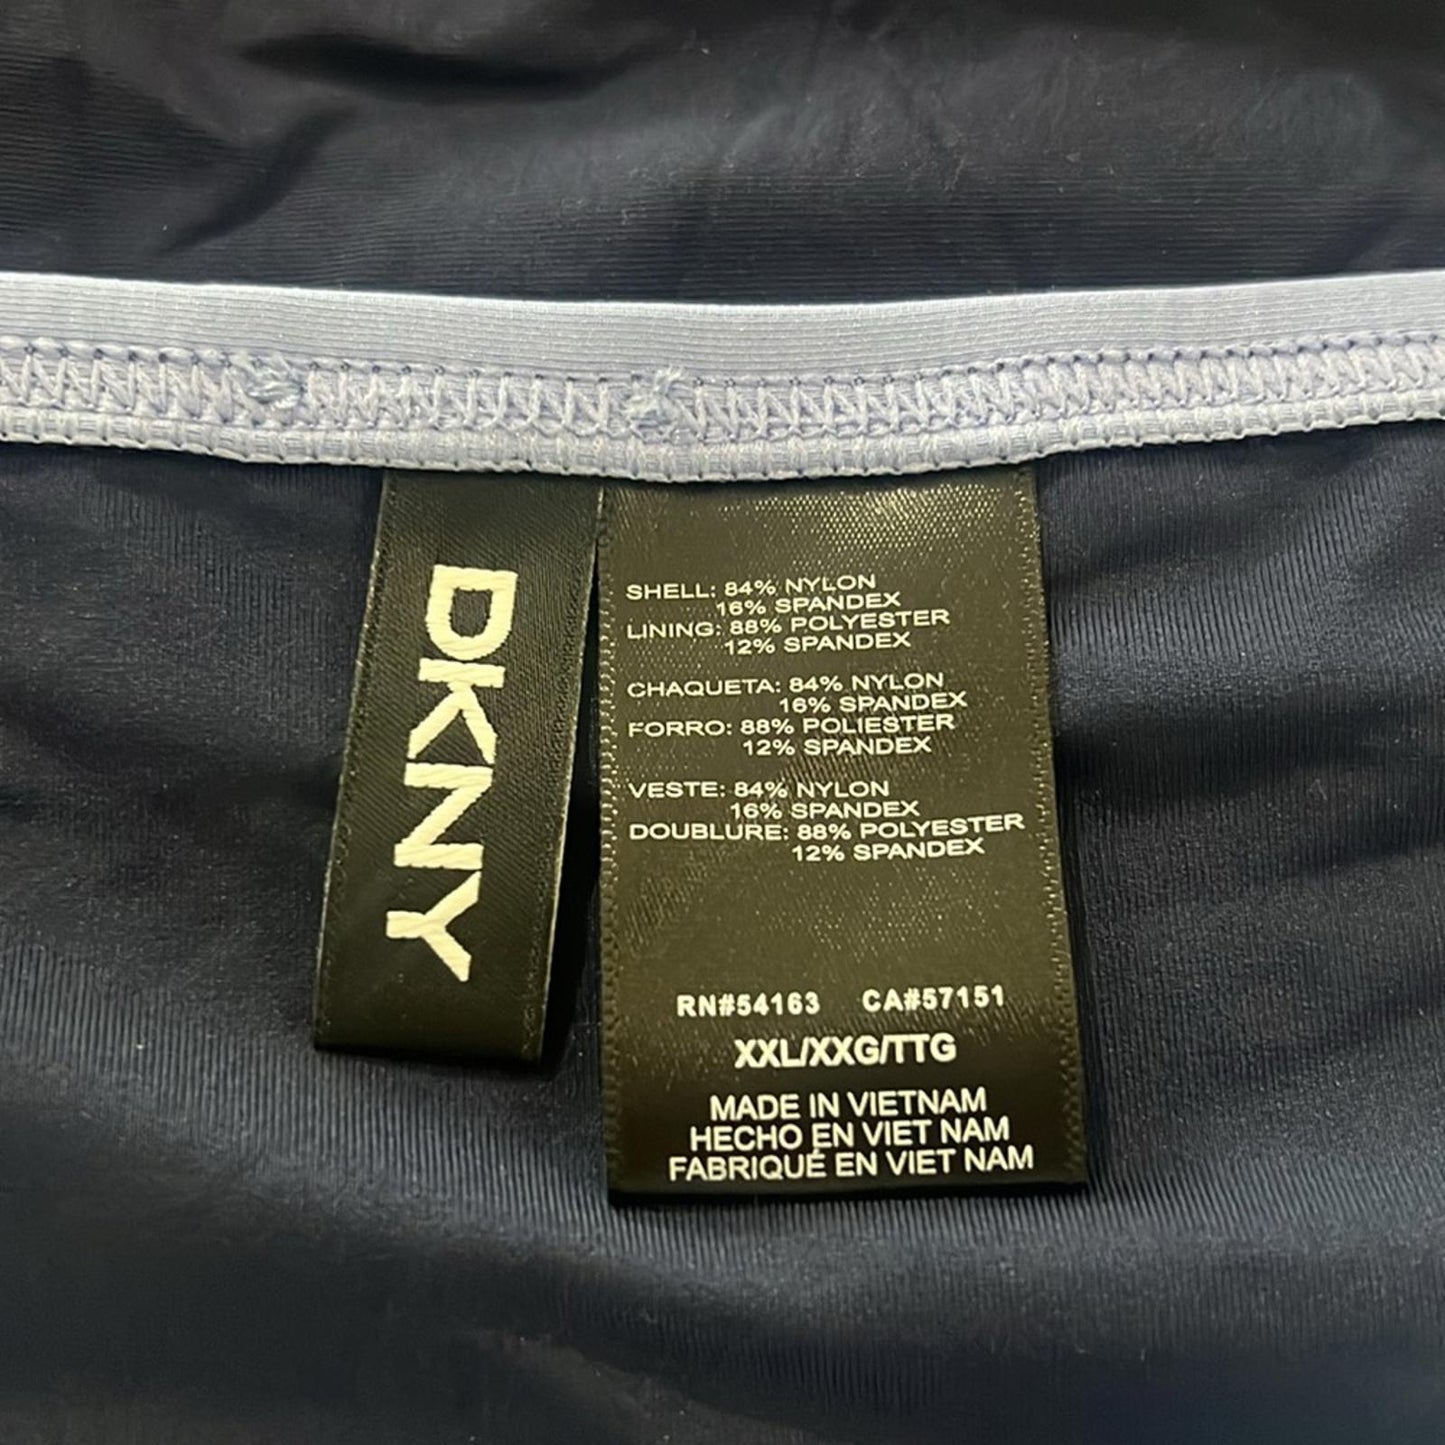 DKNY
SHELL: 84% NYLON
16% SPANDEX
LINING: 88% POLYESTER
12% SPANDEX
CHAQUETA: 84% NYLON
16% SPANDEX
FORRO: 88% POLIESTER
12% SPANDEX
VESTE: 84% NYLON
16% SPANDEX
DOUBLURE: 88% POLYESTER
12% SPANDEX
RN#54163 CA#57151
XXL/XXG/TTG
MADE IN VIETNAM
HECHO EN VIET NAM
FABRIQUÉ EN VIET NAM